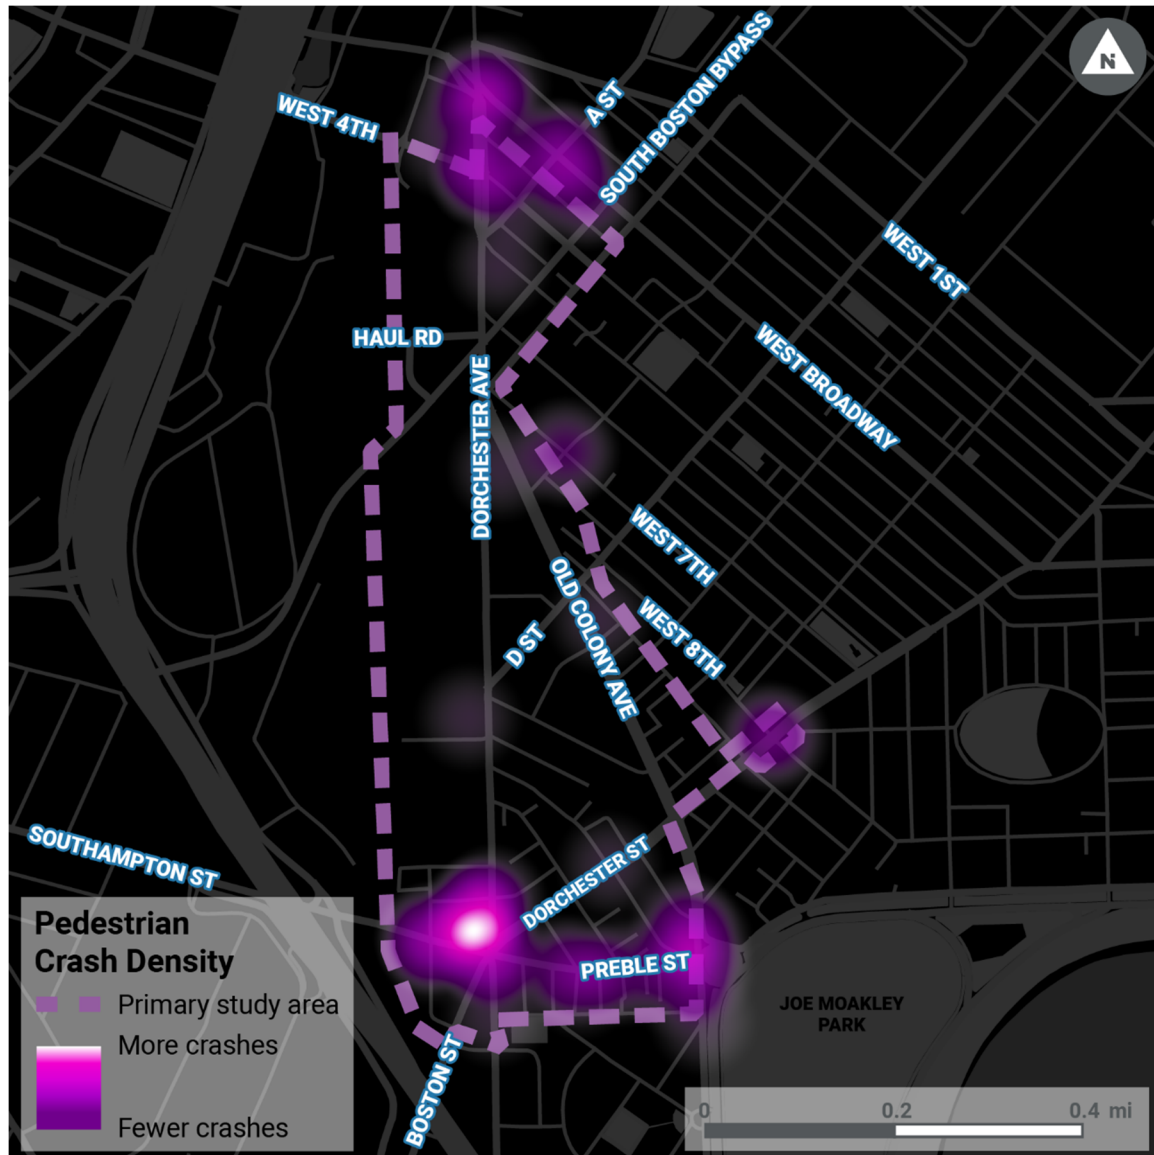 N
WEST 4TH
A ST
SOUTH BOSTON BYPASS
WEST 1ST
HAUL RD
WEST BROADWAY
DORCHESTER AVE
WEST 7TH
OLD COLONY AVE
WEST 8TH
D ST
SOUTHAMPTON ST
DORCHESTER ST
PREBLE ST
JOE MOAKLEY
PARK
BOSTON ST
Pedestrian
Crash Density
Primary study area
More crashes
Fewer crashes
0 0.2 0.4 mi